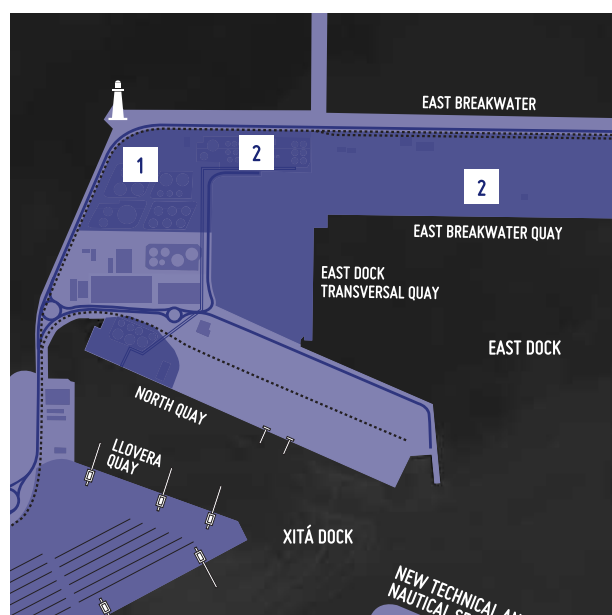 EAST BREAKWATER
1
2
2
EAST BREAKWATER QUAY
EAST DOCK
TRANSVERSAL QUAY
EAST DOCK
NORTH QUAY
LLOVERA
QUAY
XITÁ DOCK
NEW TECHNICAL
NAUTICAL